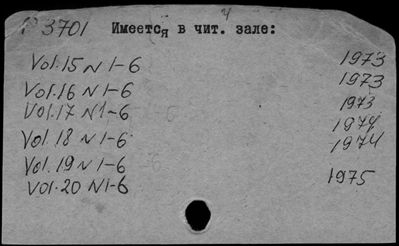 P 3701 Имеется в чит. зале:
Vol. 15 N 1-6 1973
Vol. 16 N 1-6 1973
Vol. 17 N 1-6 1973
Vol. 18 N 1-6 1974
Vol. 19 N 1-6 1974
Vol. 20 N 1-6 1975